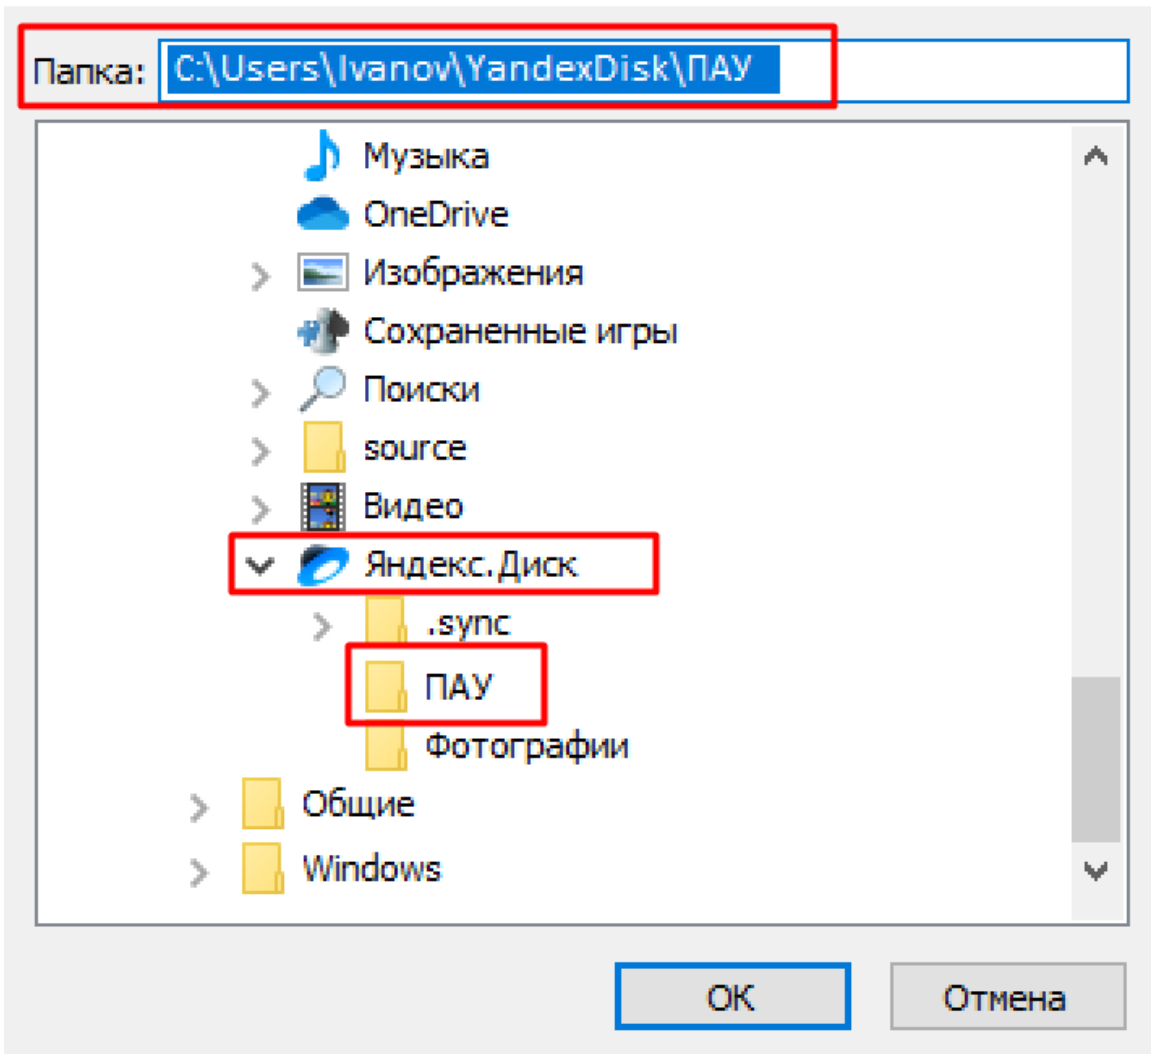 Папка: C:\Users\Ivanov\YandexDisk\ПАУ
Музыка
OneDrive
Изображения
Сохраненные игры
Поиски
source
Видео
Яндекс.Диск
.sync
ПАУ
Фотографии
Общие
Windows
ОК Отмена